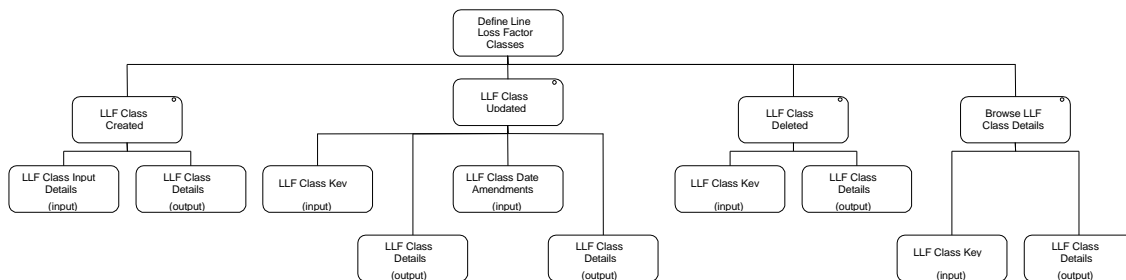 Define Line
Loss Factor
Classes
LLF Class
Created
LLF Class
Updated
LLF Class
Deleted
Browse LLF
Class Details
LLF Class Input
Details
(input)
LLF Class
Details
(output)
LLF Class Key
(input)
LLF Class Date
Amendments
(input)
LLF Class Key
(input)
LLF Class
Details
(output)
LLF Class
Details
(output)
LLF Class
Details
(output)
LLF Class Key
(input)
LLF Class
Details
(output)